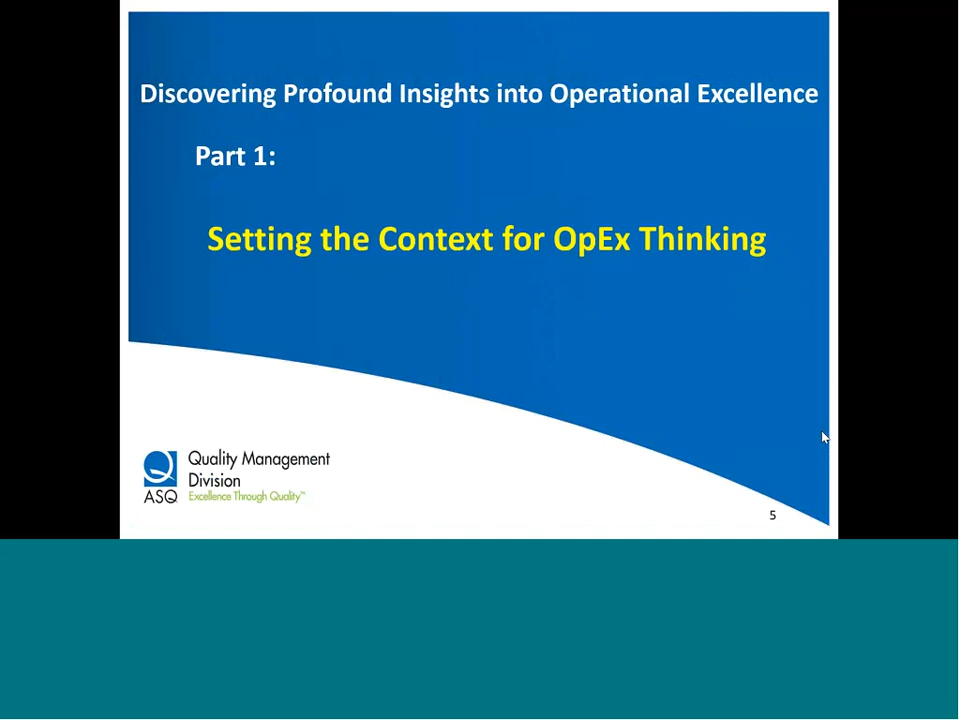 Discovering Profound Insights into Operational Excellence
Part 1:
Setting the Context for OpEx Thinking
Quality Management
Division
ASQ Excellence Through Quality™
5